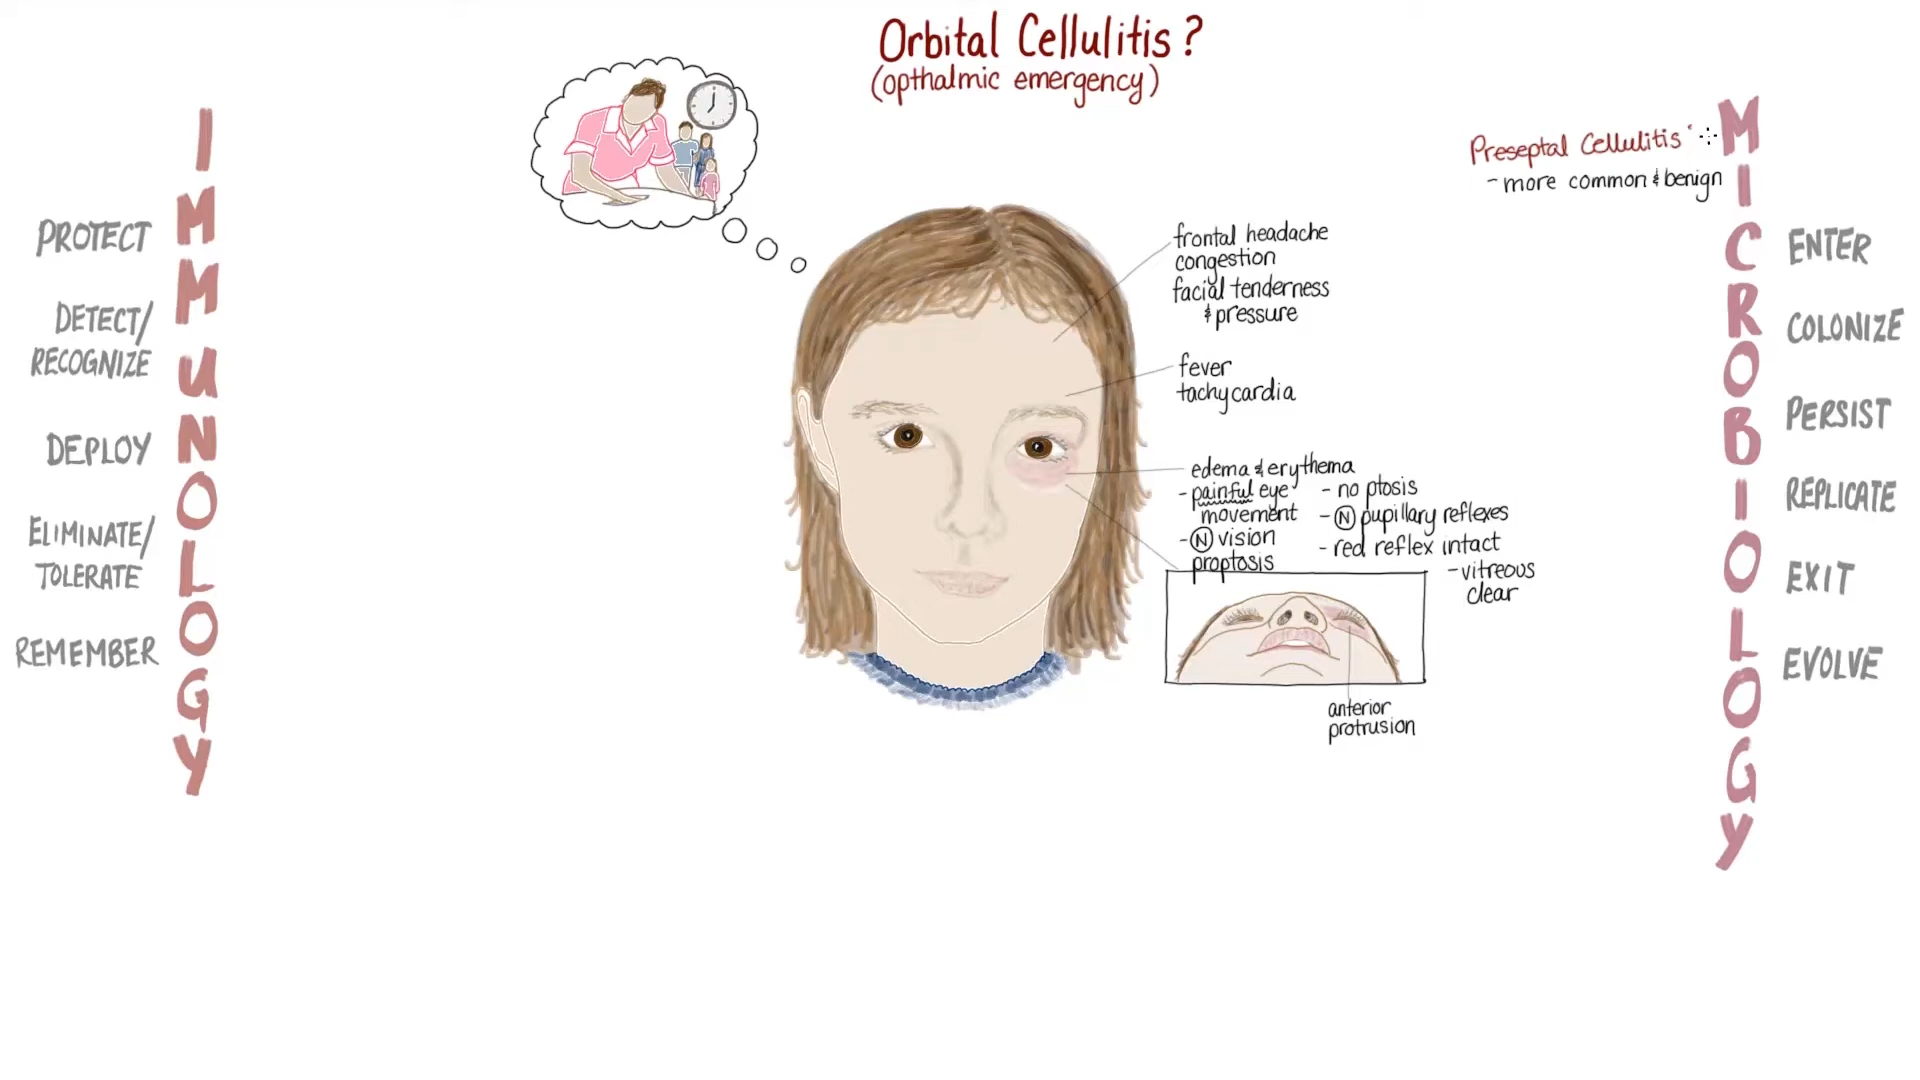 Orbital Cellulitis?
(opthalmic emergency)
IMMUNOLOGY
PROTECT
DETECT/
RECOGNIZE
DEPLOY
ELIMINATE/
TOLERATE
REMEMBER
frontal headache
congestion
facial tenderness
& pressure
fever
tachycardia
edema & erythema
- painful eye
movement
- N vision
proptosis
- no ptosis
- N pupillary reflexes
- red reflex intact
- vitreous
clear
anterior
protrusion
Preseptal Cellulitis
- more common & benign
MICROBIOLOGY
ENTER
COLONIZE
PERSIST
REPLICATE
EXIT
EVOLVE